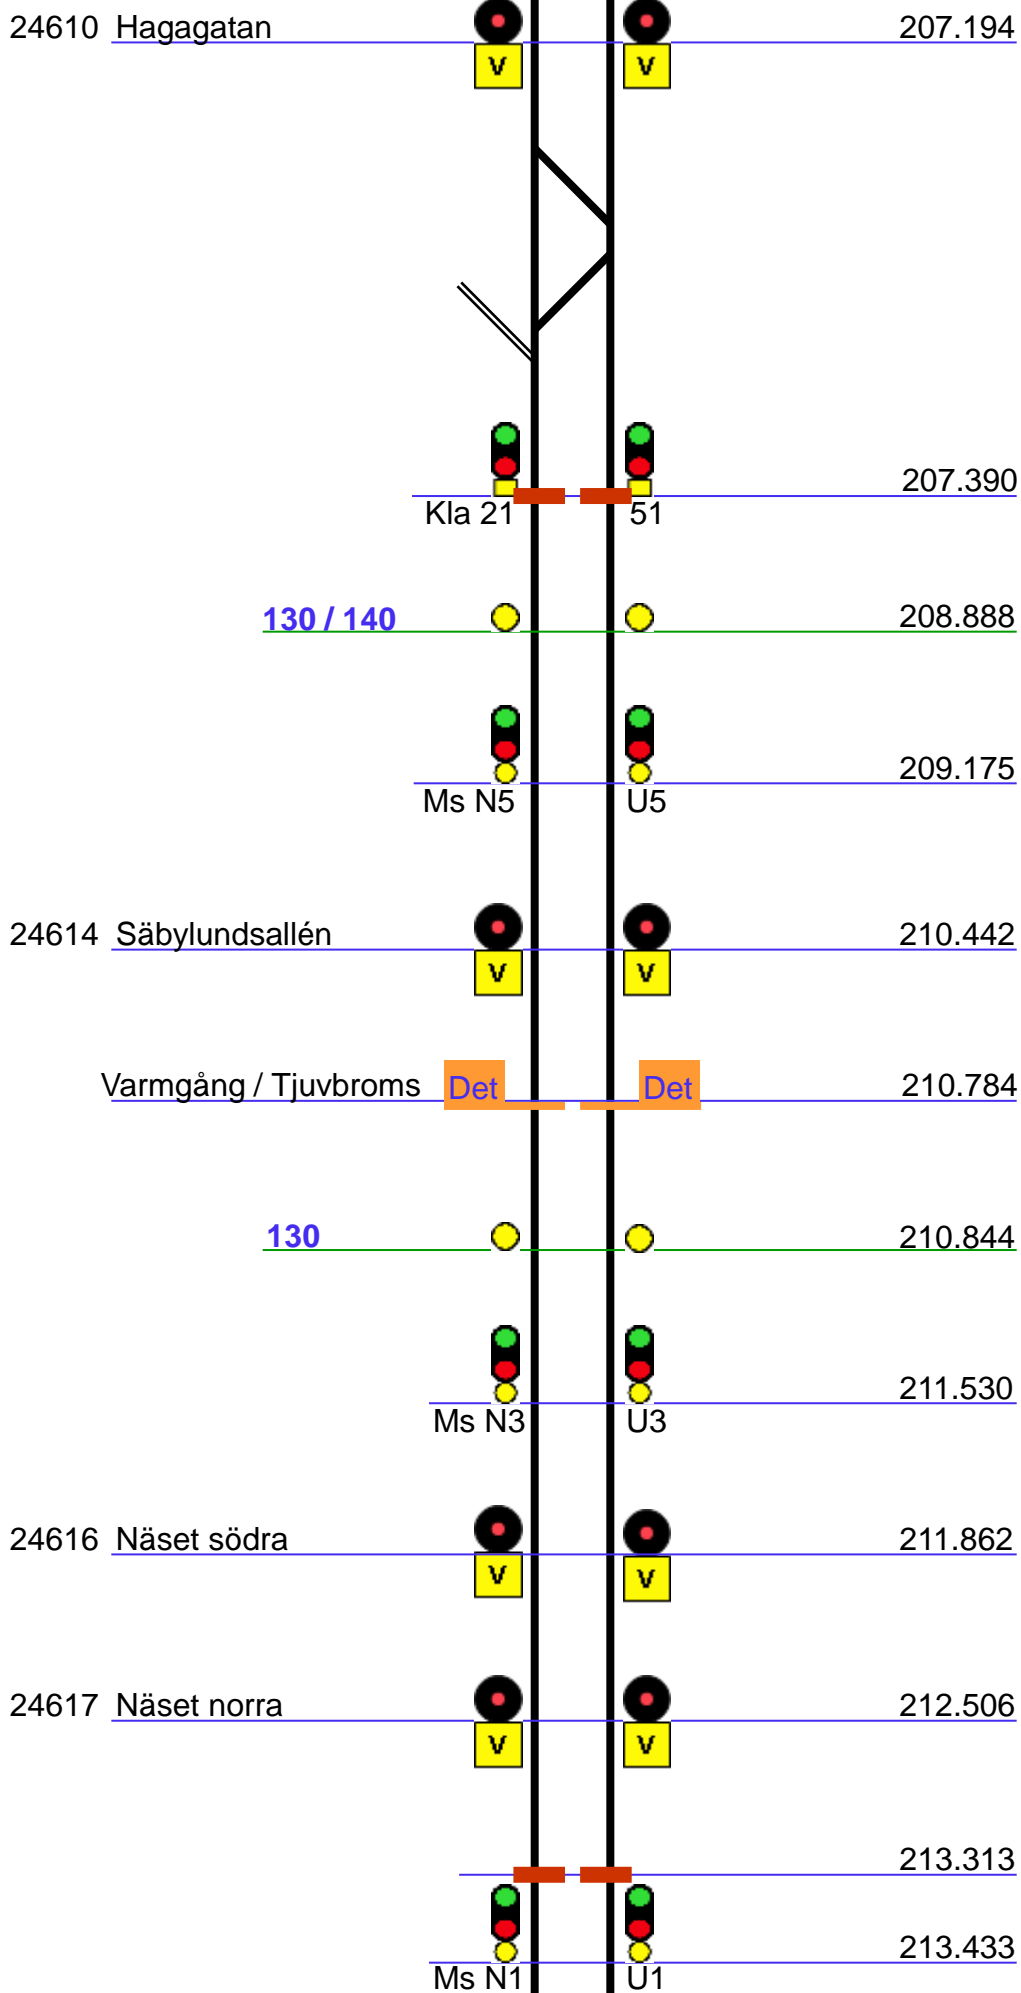 24610 Hagagatan 207.194
V V
207.390
Kla 21 51
130 / 140 208.888
209.175
Ms N5 U5
24614 Säbylundsallén 210.442
V V
Varmgång / Tjuvbroms Det Det 210.784
130 210.844
211.530
Ms N3 U3
24616 Näset södra 211.862
V V
24617 Näset norra 212.506
V V
213.313
213.433
Ms N1 U1